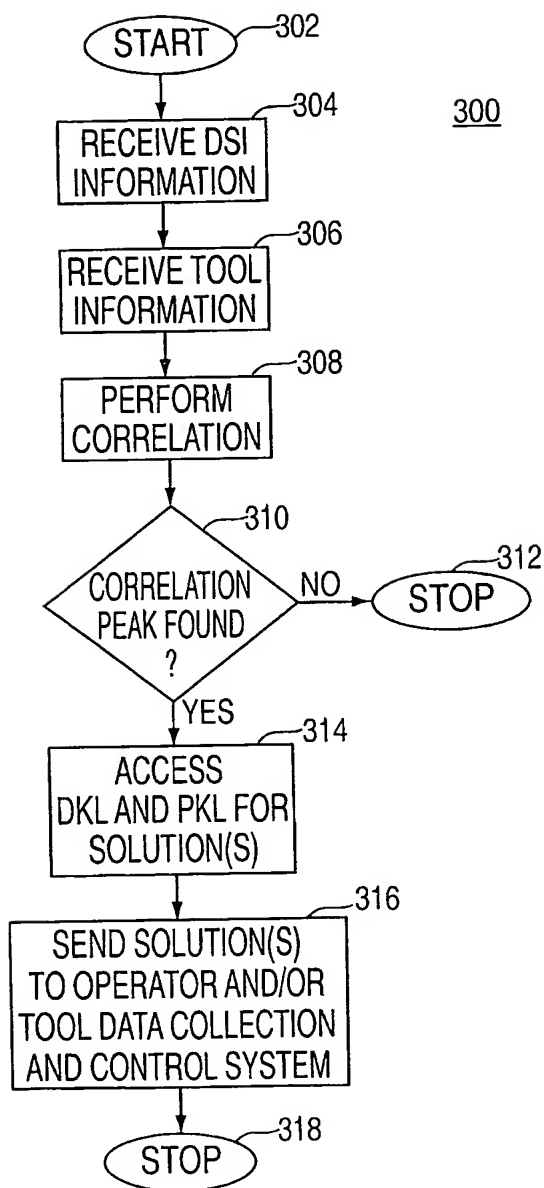 302
START
304
300
RECEIVE DSI
INFORMATION
306
RECEIVE TOOL
INFORMATION
308
PERFORM
CORRELATION
310
CORRELATION
PEAK FOUND
?
NO
312
STOP
YES
314
ACCESS
DKL AND PKL FOR
SOLUTION(S)
316
SEND SOLUTION(S)
TO OPERATOR AND/OR
TOOL DATA COLLECTION
AND CONTROL SYSTEM
318
STOP